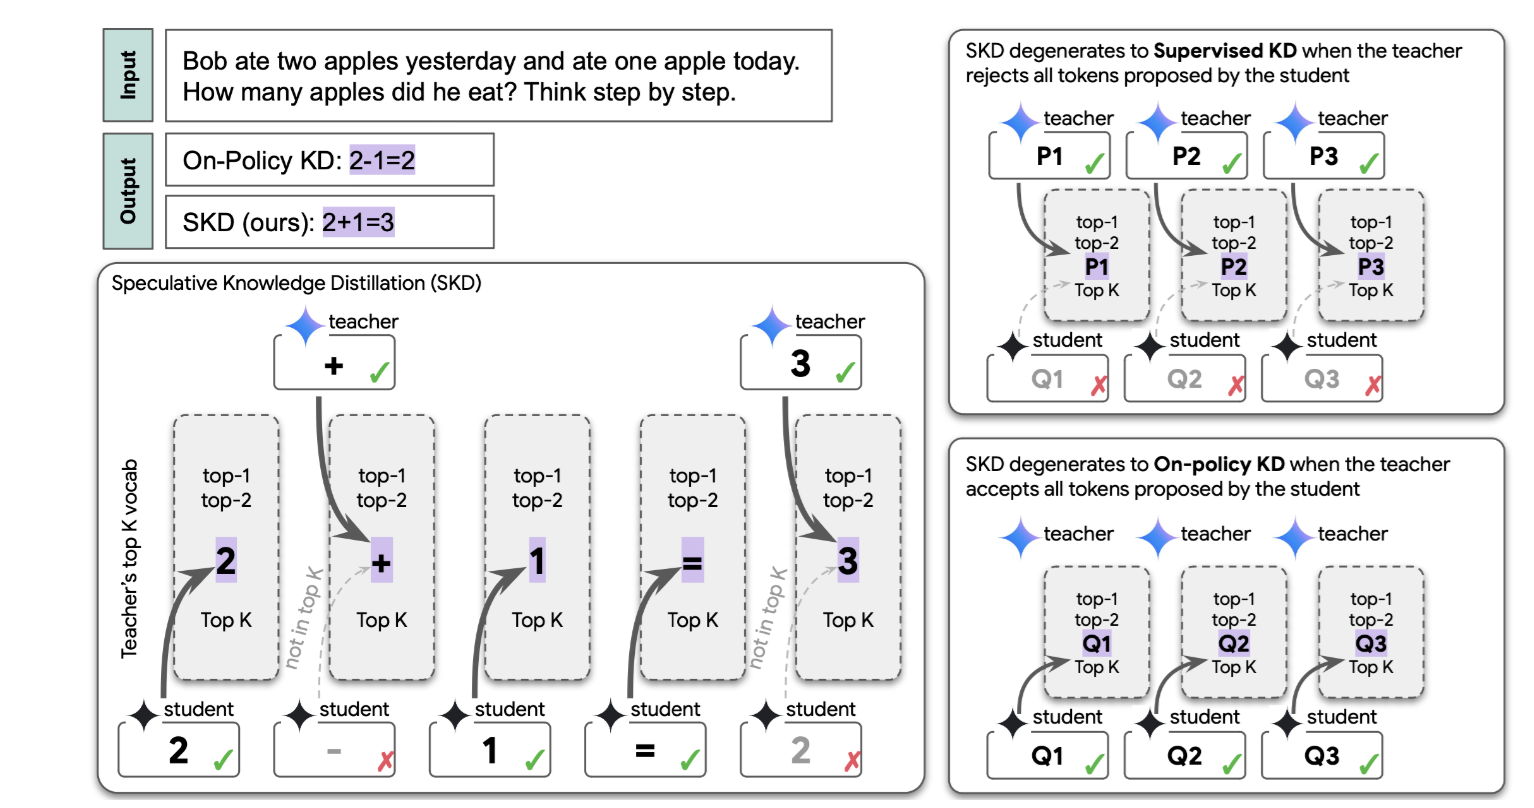 Input
Bob ate two apples yesterday and ate one apple today.
How many apples did he eat? Think step by step.
Output
On-Policy KD: 2-1=2
SKD (ours): 2+1=3
Speculative Knowledge Distillation (SKD)
teacher
teacher
+
3
Teacher's top K vocab
top-1
top-2
2
Top K
not in top K
top-1
top-2
+
Top K
top-1
top-2
1
Top K
top-1
top-2
=
Top K
not in top K
top-1
top-2
3
Top K
student
student
student
student
student
2
-
1
=
2
SKD degenerates to Supervised KD when the teacher
rejects all tokens proposed by the student
teacher
teacher
teacher
P1
P2
P3
top-1
top-2
P1
Top K
top-1
top-2
P2
Top K
top-1
top-2
P3
Top K
student
student
student
Q1
Q2
Q3
SKD degenerates to On-policy KD when the teacher
accepts all tokens proposed by the student
teacher
teacher
teacher
top-1
top-2
Q1
Top K
top-1
top-2
Q2
Top K
top-1
top-2
Q3
Top K
student
student
student
Q1
Q2
Q3